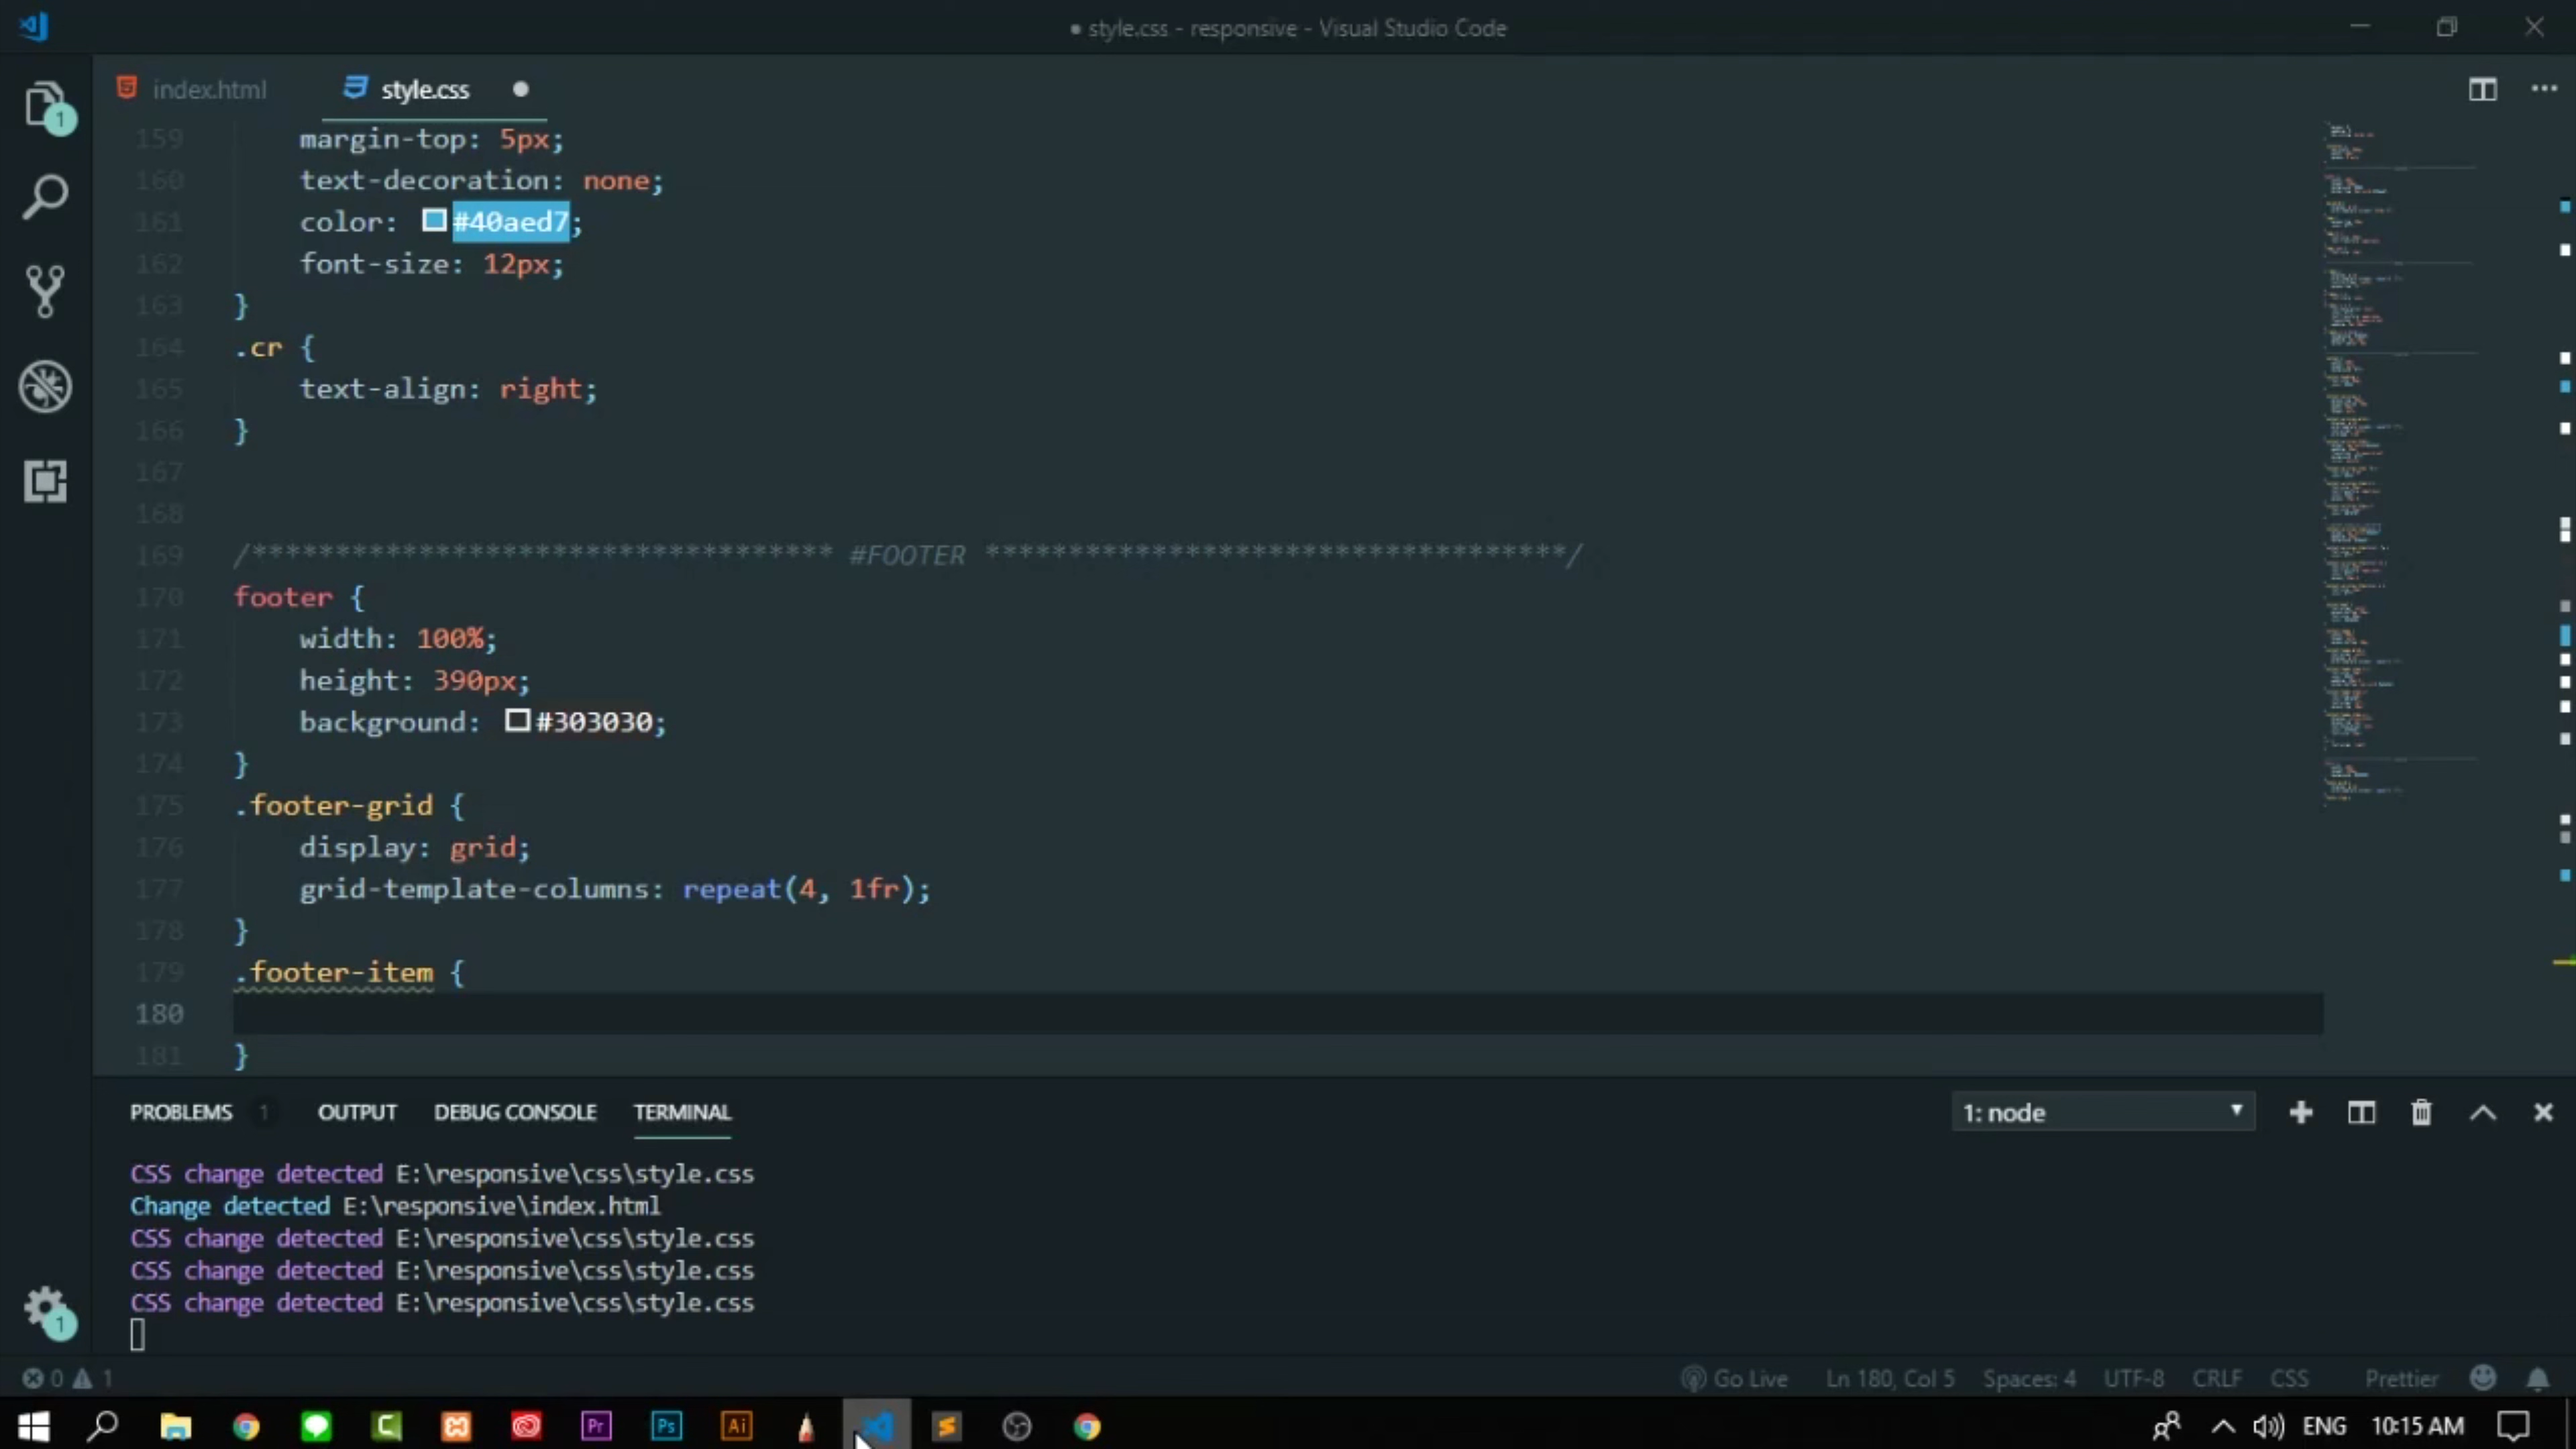 style.css - responsive - Visual Studio Code
index.html
style.css
1
159 margin-top: 5px;
160 text-decoration: none;
161 color: #40aed7;
162 font-size: 12px;
163 }
164 .cr {
165 text-align: right;
166 }
167
168
169 /*********************************** #FOOTER ***********************************/
170 footer {
171 width: 100%;
172 height: 390px;
173 background: #303030;
174 }
175 .footer-grid {
176 display: grid;
177 grid-template-columns: repeat(4, 1fr);
178 }
179 .footer-item {
180
181 }
PROBLEMS 1 OUTPUT DEBUG CONSOLE TERMINAL 1: node
CSS change detected E:\responsive\css\style.css
Change detected E:\responsive\index.html
CSS change detected E:\responsive\css\style.css
CSS change detected E:\responsive\css\style.css
CSS change detected E:\responsive\css\style.css
1
0 1 Go Live Ln 180, Col 5 Spaces: 4 UTF-8 CRLF CSS Prettier
Pr Ps Ai ENG 10:15 AM